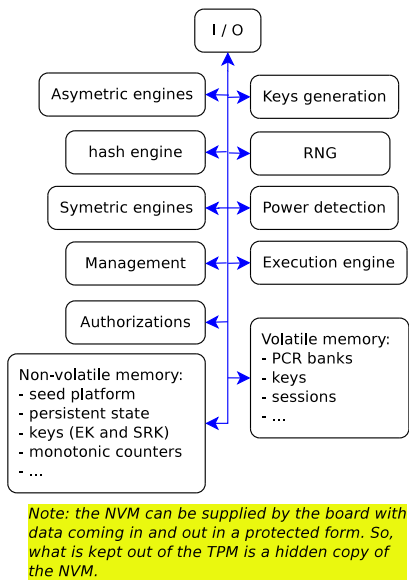 I / O
Asymetric engines
Keys generation
hash engine
RNG
Symetric engines
Power detection
Management
Execution engine
Authorizations
Volatile memory:
- PCR banks
- keys
- sessions
- ...
Non-volatile memory:
- seed platform
- persistent state
- keys (EK and SRK)
- monotonic counters
- ...
Note: the NVM can be supplied by the board with
data coming in and out in a protected form. So,
what is kept out of the TPM is a hidden copy of
the NVM.